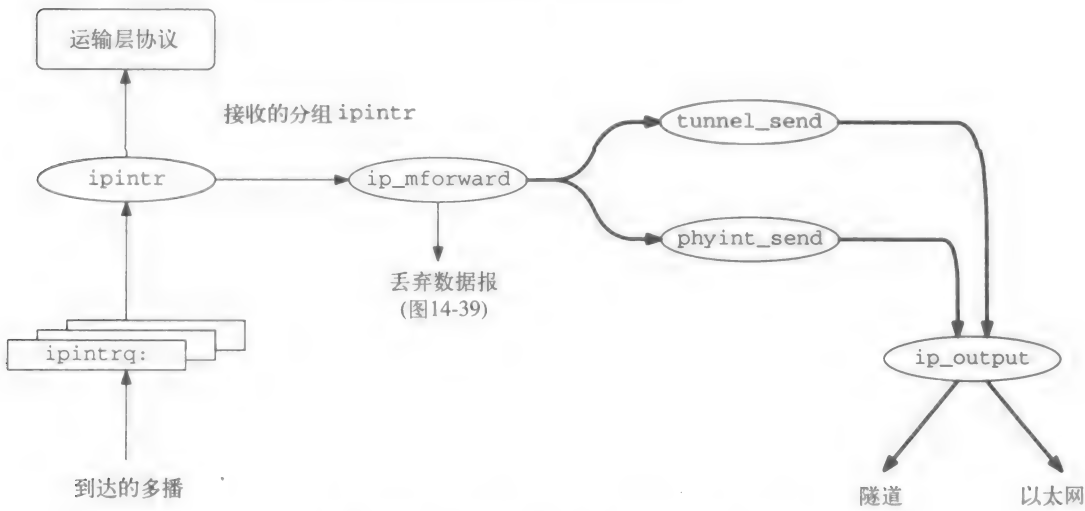 运输层协议
接收的分组 ipintr
tunnel_send
ipintr
ip_mforward
phyint_send
丢弃数据报
(图14-39)
ipintrq:
ip_output
到达的多播
隧道
以太网